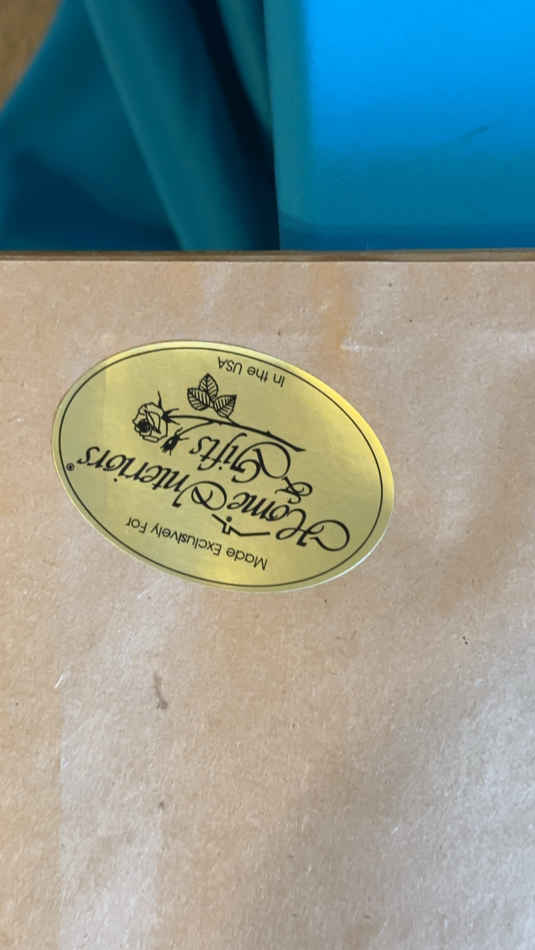 Made Exclusively For
Home Interiors®
& Gifts
In the USA